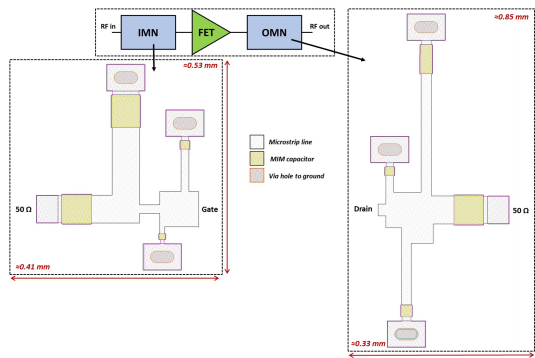 RF in
IMN
FET
OMN
RF out
≈0.53 mm
≈0.85 mm
Microstrip line
MIM capacitor
Via hole to ground
50 Ω
Gate
Drain
50 Ω
≈0.41 mm
≈0.33 mm